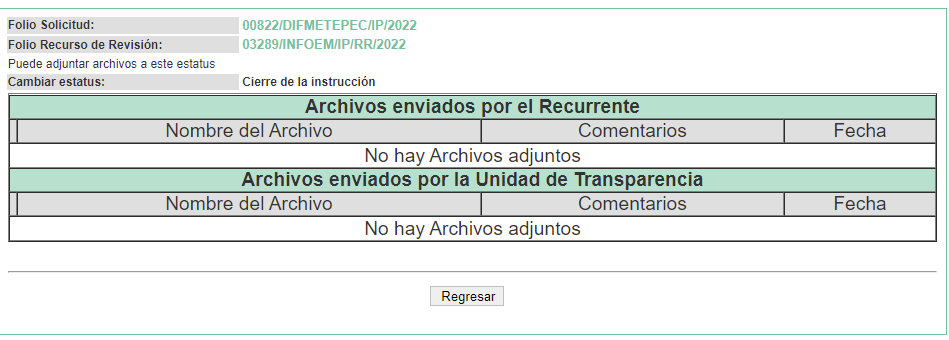 Folio Solicitud: 00822/DIFMETEPEC/IP/2022
Folio Recurso de Revisión: 03289/INFOEM/IP/RR/2022
Puede adjuntar archivos a este estatus
Cambiar estatus: Cierre de la instrucción
Archivos enviados por el Recurrente
Nombre del Archivo Comentarios Fecha
No hay Archivos adjuntos
Archivos enviados por la Unidad de Transparencia
Nombre del Archivo Comentarios Fecha
No hay Archivos adjuntos
Regresar